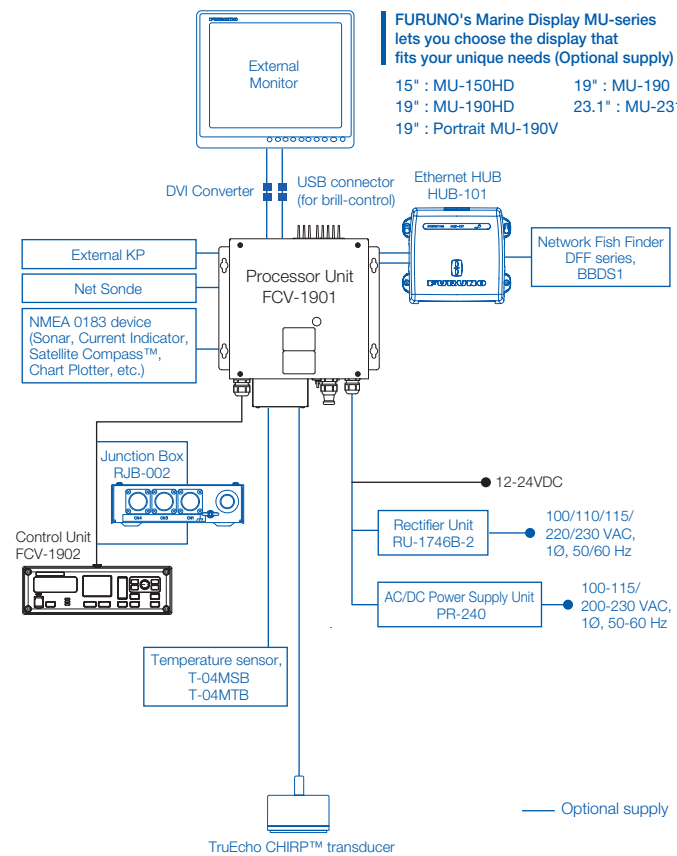 FURUNO's Marine Display MU-series
lets you choose the display that
fits your unique needs (Optional supply)
15" : MU-150HD 19" : MU-190
19" : MU-190HD 23.1" : MU-231
19" : Portrait MU-190V
External
Monitor
DVI Converter
USB connector
(for brill-control)
Ethernet HUB
HUB-101
External KP
Net Sonde
NMEA 0183 device
(Sonar, Current Indicator,
Satellite Compass™,
Chart Plotter, etc.)
Processor Unit
FCV-1901
FURUNO
Network Fish Finder
DFF series,
BBDS1
Junction Box
RJB-002
Control Unit
FCV-1902
12-24VDC
Rectifier Unit
RU-1746B-2
100/110/115/
220/230 VAC,
1Ø, 50/60 Hz
AC/DC Power Supply Unit
PR-240
100-115/
200-230 VAC,
1Ø, 50-60 Hz
Temperature sensor,
T-04MSB
T-04MTB
TruEcho CHIRP™ transducer
Optional supply